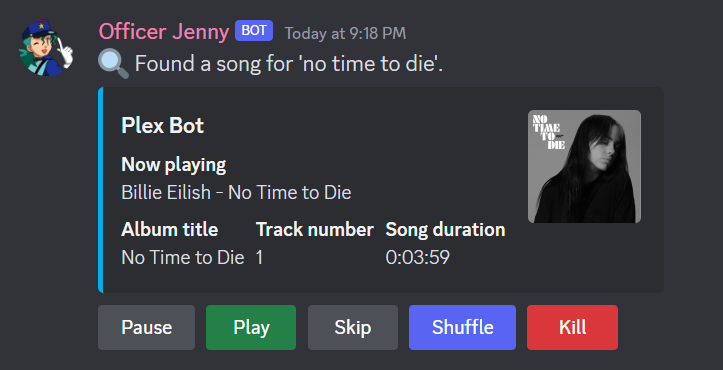 Officer Jenny BOT Today at 9:18 PM
Found a song for 'no time to die'.
Plex Bot
Now playing
Billie Eilish - No Time to Die
NO
TIME
TO
DIE
Album title Track number Song duration
No Time to Die 1 0:03:59
Pause Play Skip Shuffle Kill